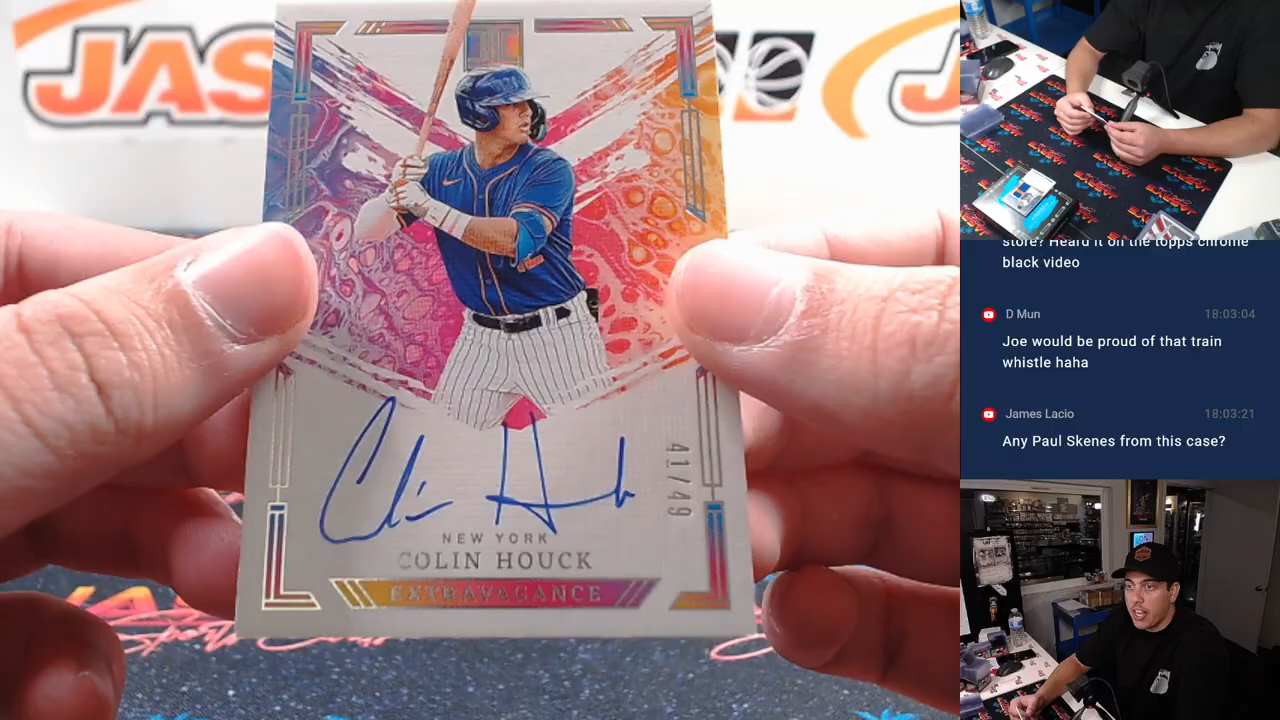 JAS
41/49
NEW YORK
COLIN HOUCK
EXTRAVAGANCE
store? Heard it on the topps chrome
black video
D Mun
18:03:04
Joe would be proud of that train
whistle haha
James Lacio
18:03:21
Any Paul Skenes from this case?